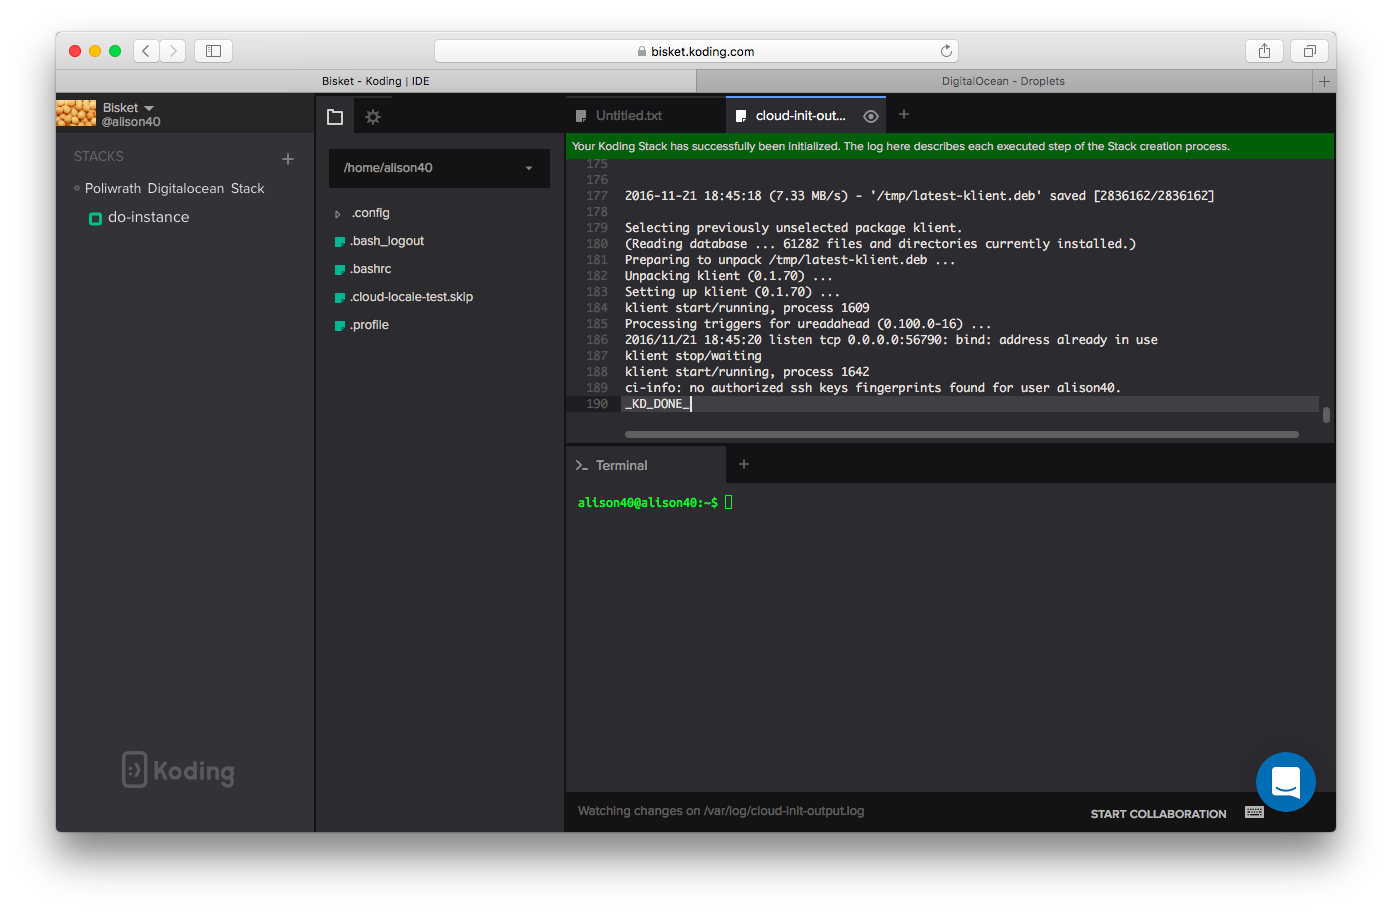 bisket.koding.com
Bisket - Koding | IDE
DigitalOcean - Droplets
Bisket
@alison40
STACKS
Poliwrath Digitalocean Stack
do-instance
Koding
/home/alison40
.config
.bash_logout
.bashrc
.cloud-locale-test.skip
.profile
Untitled.txt
cloud-init-out...
Your Koding Stack has successfully been initialized. The log here describes each executed step of the Stack creation process.
175
176
177 2016-11-21 18:45:18 (7.33 MB/s) - '/tmp/latest-klient.deb' saved [2836162/2836162]
178
179 Selecting previously unselected package klient.
180 (Reading database ... 61282 files and directories currently installed.)
181 Preparing to unpack /tmp/latest-klient.deb ...
182 Unpacking klient (0.1.70) ...
183 Setting up klient (0.1.70) ...
184 klient start/running, process 1609
185 Processing triggers for ureadahead (0.100.0-16) ...
186 2016/11/21 18:45:20 listen tcp 0.0.0.0:56790: bind: address already in use
187 klient stop/waiting
188 klient start/running, process 1642
189 ci-info: no authorized ssh keys fingerprints found for user alison40.
190 _KD_DONE_
Terminal
alison40@alison40:~$
Watching changes on /var/log/cloud-init-output.log
START COLLABORATION